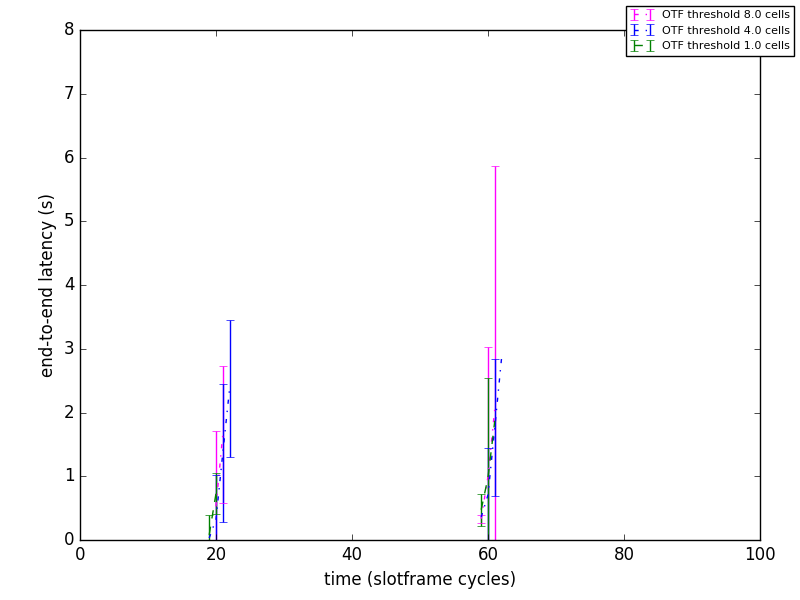 OTF threshold 8.0 cells
OTF threshold 4.0 cells
OTF threshold 1.0 cells
8
7
6
5
4
3
2
1
0
end-to-end latency (s)
0 20 40 60 80 100
time (slotframe cycles)